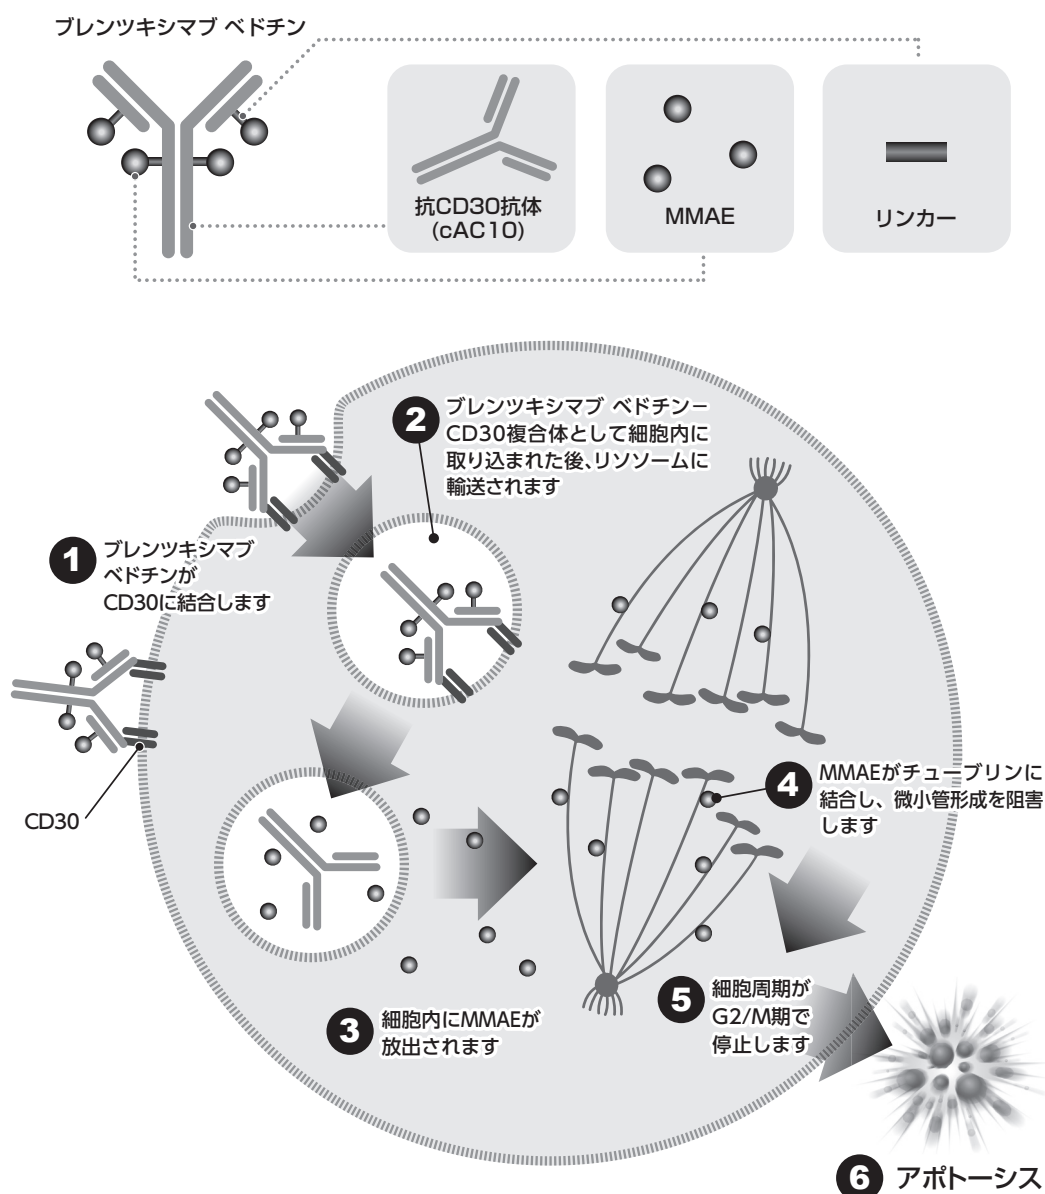 ブレンツキシマブ ベドチン
抗CD30抗体
(cAC10)
MMAE
リンカー
2
ブレンツキシマブ ベドチン－
CD30複合体として細胞内に
取り込まれた後、リソソームに
輸送されます
1
ブレンツキシマブ
ベドチンが
CD30に結合します
CD30
4
MMAEがチューブリンに
結合し、微小管形成を阻害
します
3
細胞内にMMAEが
放出されます
5
細胞周期が
G2/M期で
停止します
6 アポトーシス